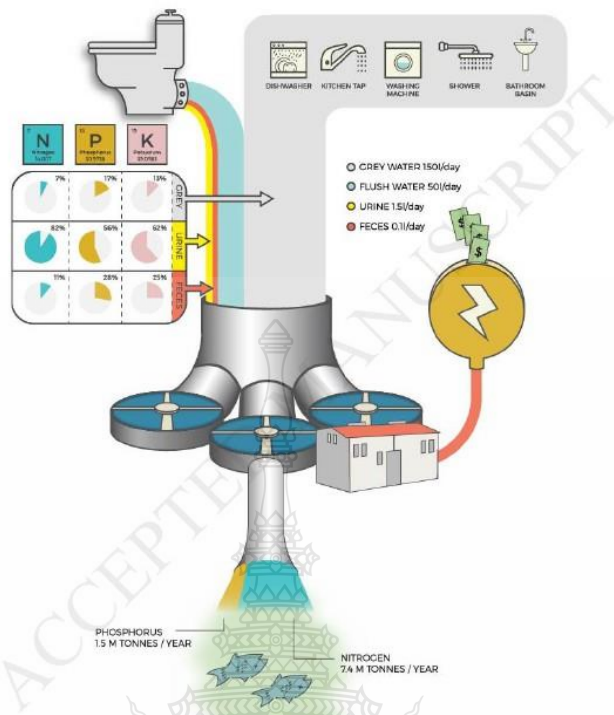 DISHWASHER
KITCHEN TAP
WASHING
MACHINE
SHOWER
BATHROOM
BASIN
N
Nitrogen
P
Phosphorus
K
7%
17%
13%
GREY
82%
56%
62%
URINE
11%
28%
25%
FECES
GREY WATER 150l/day
FLUSH WATER 50l/day
URINE 1.5l/day
FECES 0.1l/day
$
$
PHOSPHORUS
1.5 M TONNES / YEAR
NITROGEN
7.4 M TONNES / YEAR
ACCEPTED MANUSCRIPT